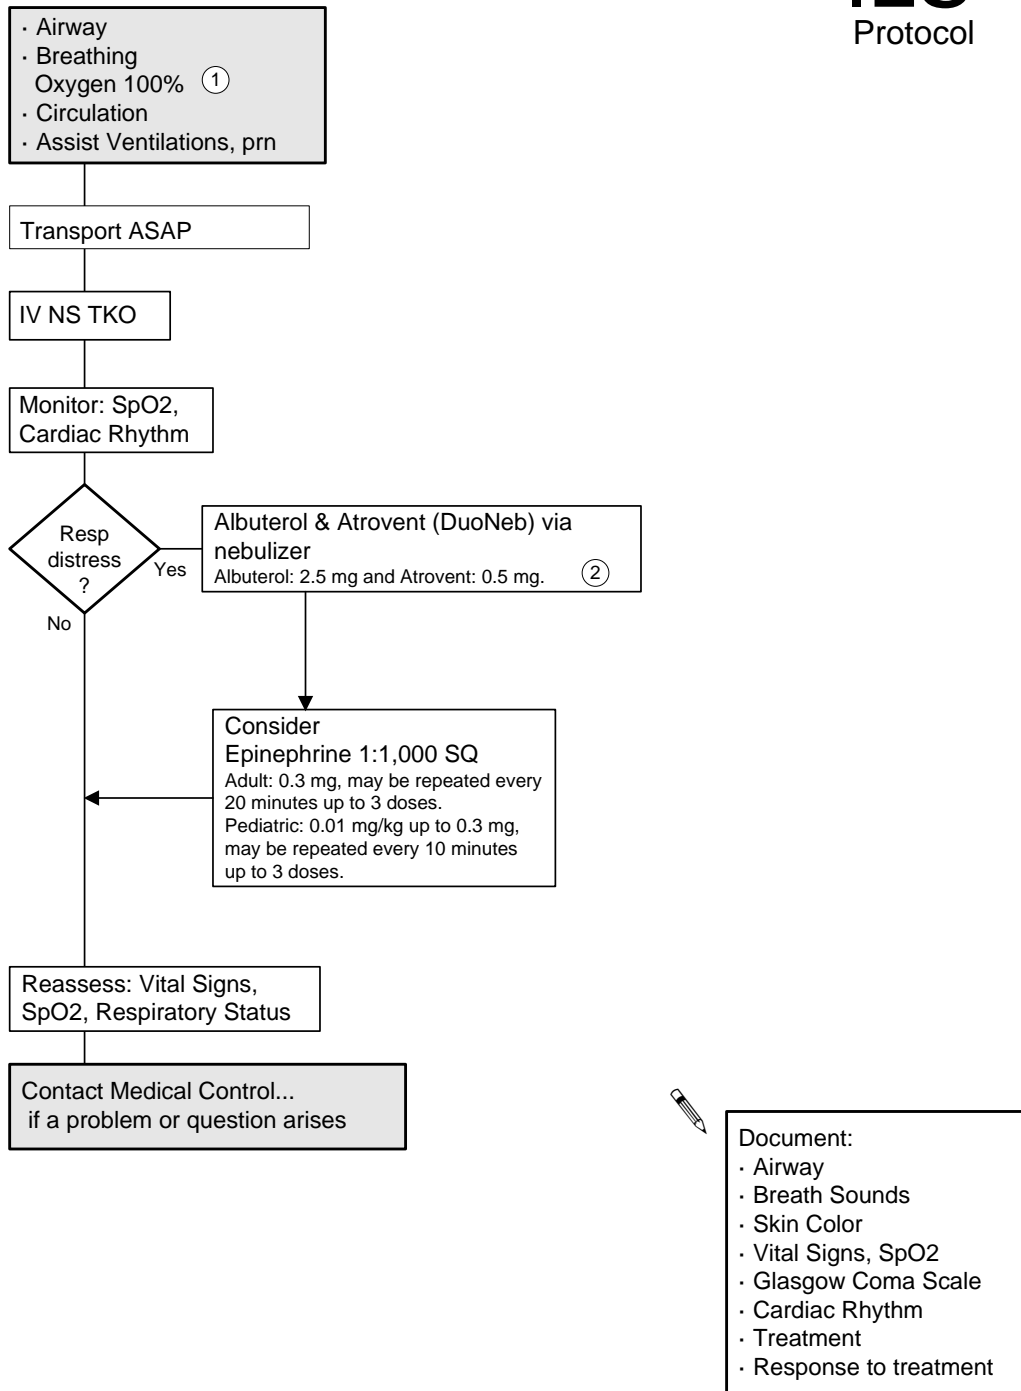 Protocol
· Airway
· Breathing
Oxygen 100% 1
· Circulation
· Assist Ventilations, prn
Transport ASAP
IV NS TKO
Monitor: SpO2,
Cardiac Rhythm
Resp
distress
?
Yes
No
Albuterol & Atrovent (DuoNeb) via
nebulizer
Albuterol: 2.5 mg and Atrovent: 0.5 mg. 2
Consider
Epinephrine 1:1,000 SQ
Adult: 0.3 mg, may be repeated every
20 minutes up to 3 doses.
Pediatric: 0.01 mg/kg up to 0.3 mg,
may be repeated every 10 minutes
up to 3 doses.
Reassess: Vital Signs,
SpO2, Respiratory Status
Contact Medical Control...
if a problem or question arises
Document:
· Airway
· Breath Sounds
· Skin Color
· Vital Signs, SpO2
· Glasgow Coma Scale
· Cardiac Rhythm
· Treatment
· Response to treatment